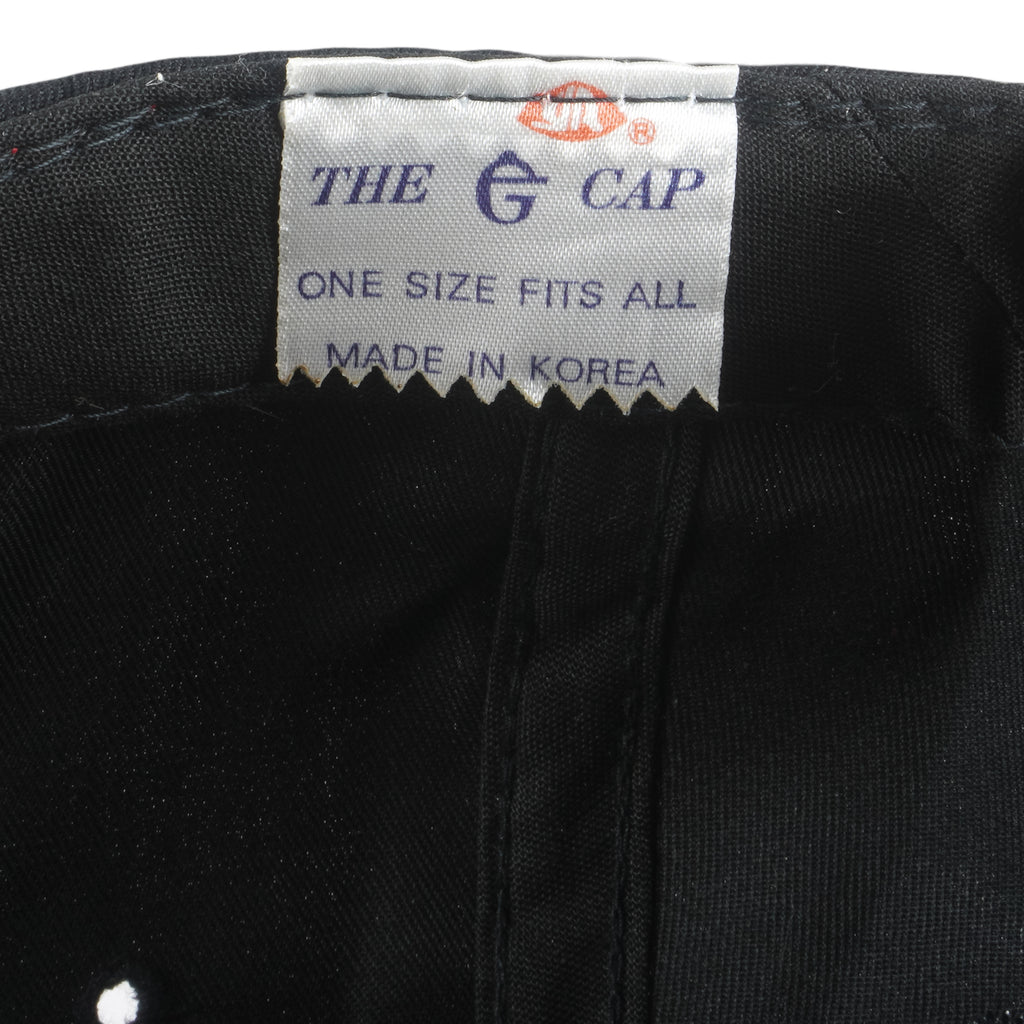 ®
THE G CAP
ONE SIZE FITS ALL
MADE IN KOREA